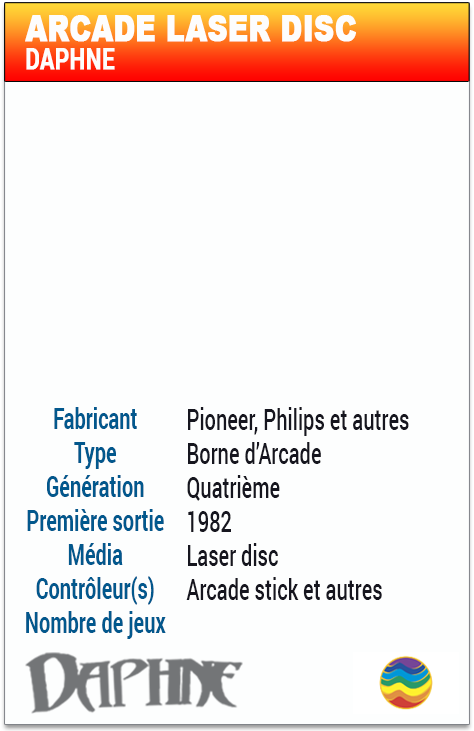 ARCADE LASER DISC
DAPHNE
Fabricant Pioneer, Philips et autres
Type Borne d’Arcade
Génération Quatrième
Première sortie 1982
Média Laser disc
Contrôleur(s) Arcade stick et autres
Nombre de jeux
DAPHNE